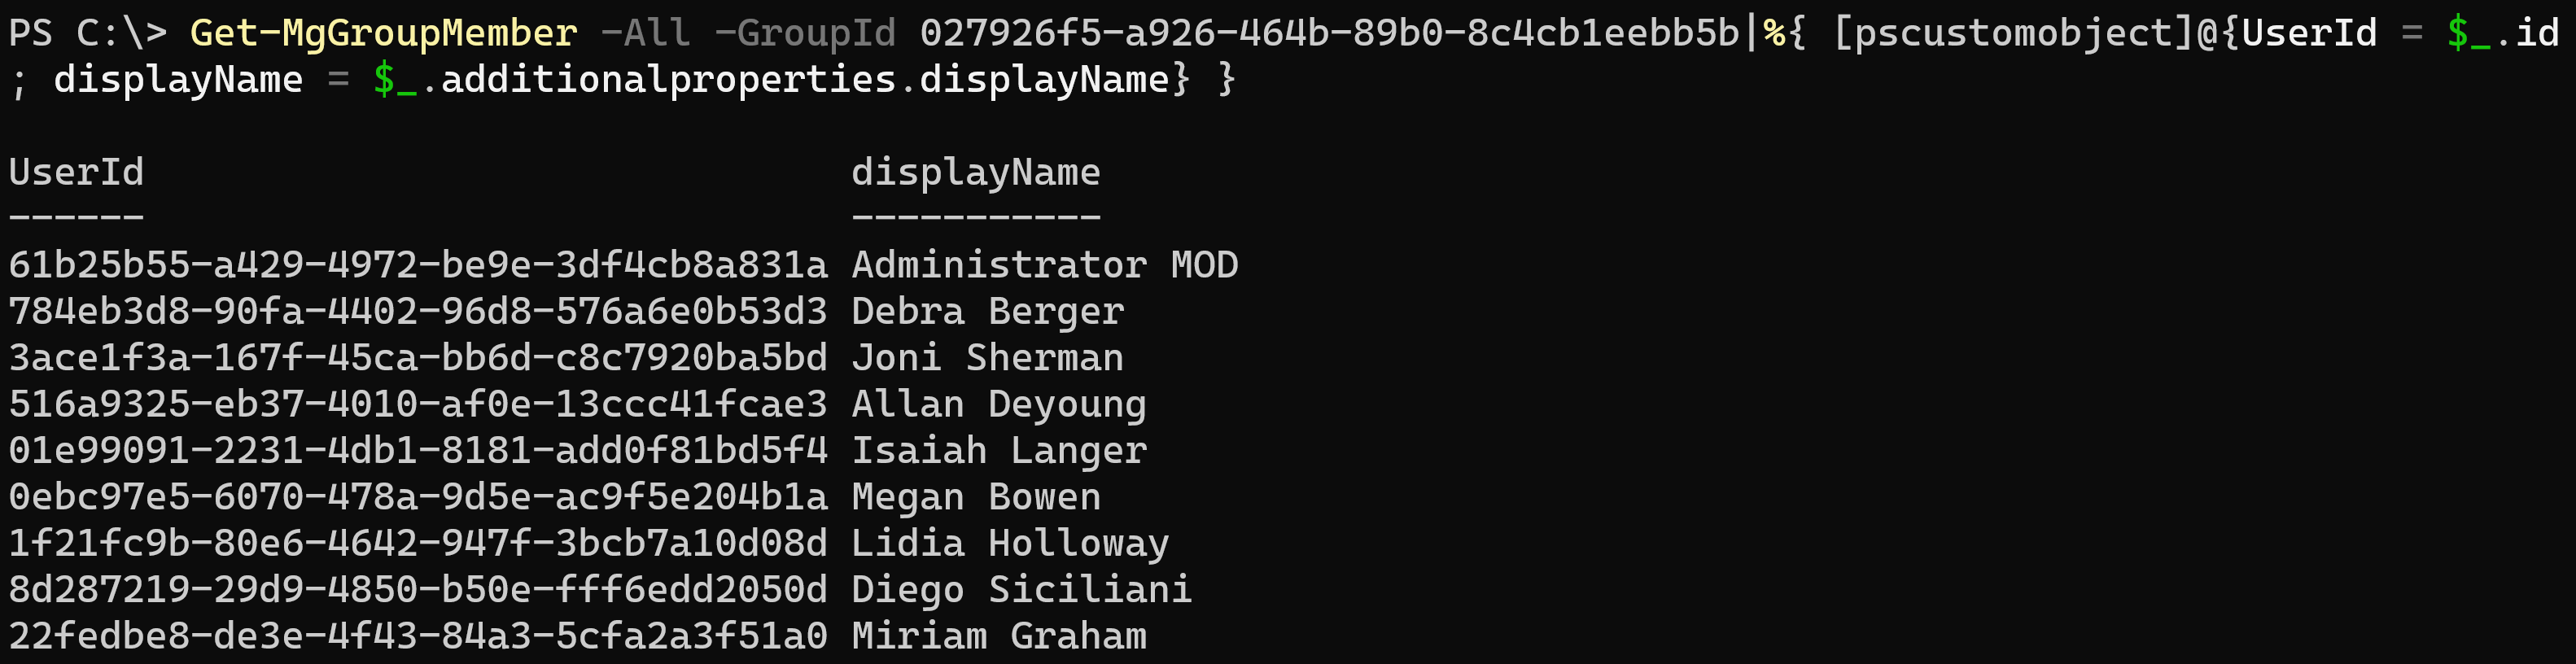 PS C:\> Get-MgGroupMember -All -GroupId 027926f5-a926-464b-89b0-8c4cb1eebb5b|%{ [pscustomobject]@{UserId = $_.id
; displayName = $_.additionalproperties.displayName} }
UserId displayName
------ -----------
61b25b55-a429-4972-be9e-3df4cb8a831a Administrator MOD
784eb3d8-90fa-4402-96d8-576a6e0b53d3 Debra Berger
3ace1f3a-167f-45ca-bb6d-c8c7920ba5bd Joni Sherman
516a9325-eb37-4010-af0e-13ccc41fcae3 Allan Deyoung
01e99091-2231-4db1-8181-add0f81bd5f4 Isaiah Langer
0ebc97e5-6070-478a-9d5e-ac9f5e204b1a Megan Bowen
1f21fc9b-80e6-4642-947f-3bcb7a10d08d Lidia Holloway
8d287219-29d9-4850-b50e-fff6edd2050d Diego Siciliani
22fedbe8-de3e-4f43-84a3-5cfa2a3f51a0 Miriam Graham